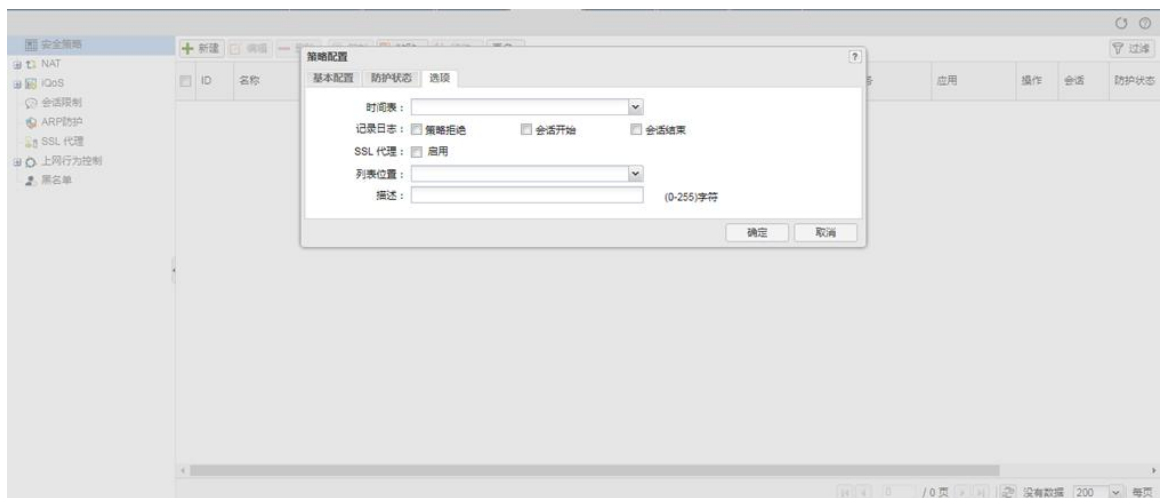 安全策略
NAT
iQoS
会话限制
ARP防护
SSL 代理
上网行为控制
黑名单
新建 编辑
过滤
ID 名称 应用 操作 会话 防护状态
策略配置 ?
基本配置 防护状态 选项
时间表：
记录日志： 策略拒绝 会话开始 会话结束
SSL 代理： 启用
列表位置：
描述： (0-255)字符
确定 取消
0 / 0 页 没有数据 200 每页